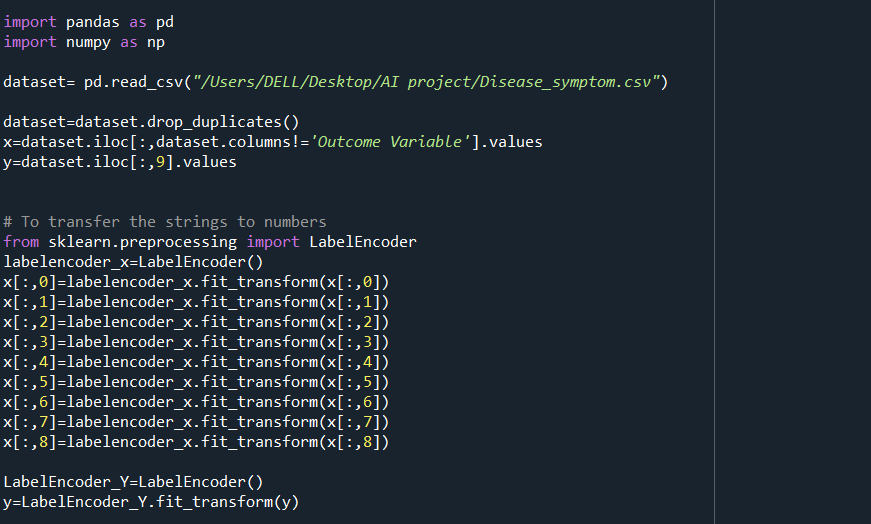 import pandas as pd
import numpy as np
dataset= pd.read_csv("/Users/DELL/Desktop/AI project/Disease_symptom.csv")
dataset=dataset.drop_duplicates()
x=dataset.iloc[:,dataset.columns!='Outcome Variable'].values
y=dataset.iloc[:,9].values
# To transfer the strings to numbers
from sklearn.preprocessing import LabelEncoder
labelencoder_x=LabelEncoder()
x[:,0]=labelencoder_x.fit_transform(x[:,0])
x[:,1]=labelencoder_x.fit_transform(x[:,1])
x[:,2]=labelencoder_x.fit_transform(x[:,2])
x[:,3]=labelencoder_x.fit_transform(x[:,3])
x[:,4]=labelencoder_x.fit_transform(x[:,4])
x[:,5]=labelencoder_x.fit_transform(x[:,5])
x[:,6]=labelencoder_x.fit_transform(x[:,6])
x[:,7]=labelencoder_x.fit_transform(x[:,7])
x[:,8]=labelencoder_x.fit_transform(x[:,8])
LabelEncoder_Y=LabelEncoder()
y=LabelEncoder_Y.fit_transform(y)